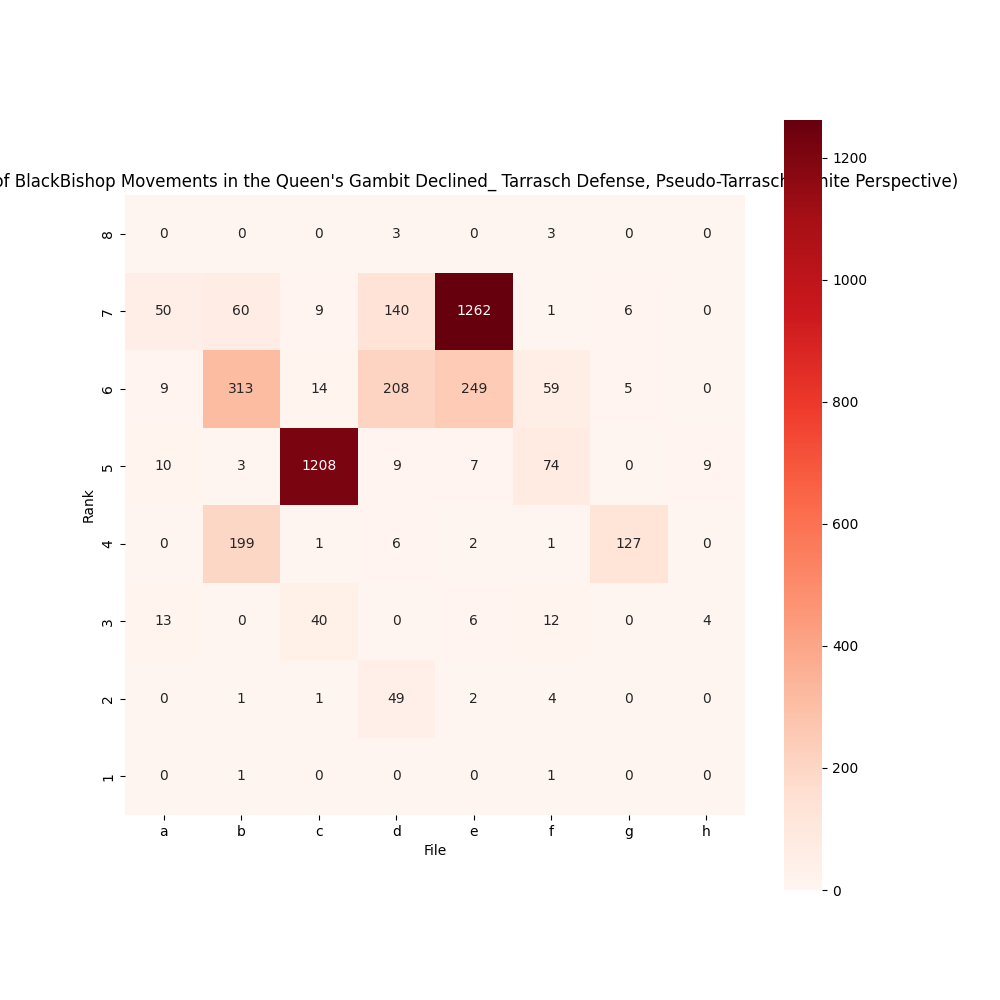 of BlackBishop Movements in the Queen's Gambit Declined_ Tarrasch Defense, Pseudo-Tarrasch Perspective)
1200
8 0 0 0 3 0 3 0 0
1000
7 50 60 9 140 1262 1 6 0
6 9 313 14 208 249 59 5 0
800
5 10 3 1208 9 7 74 0 9
Rank
600
4 0 199 1 6 2 1 127 0
3 13 0 40 0 6 12 0 4
400
2 0 1 1 49 2 4 0 0
200
1 0 1 0 0 0 1 0 0
a b c d e f g h
File
0